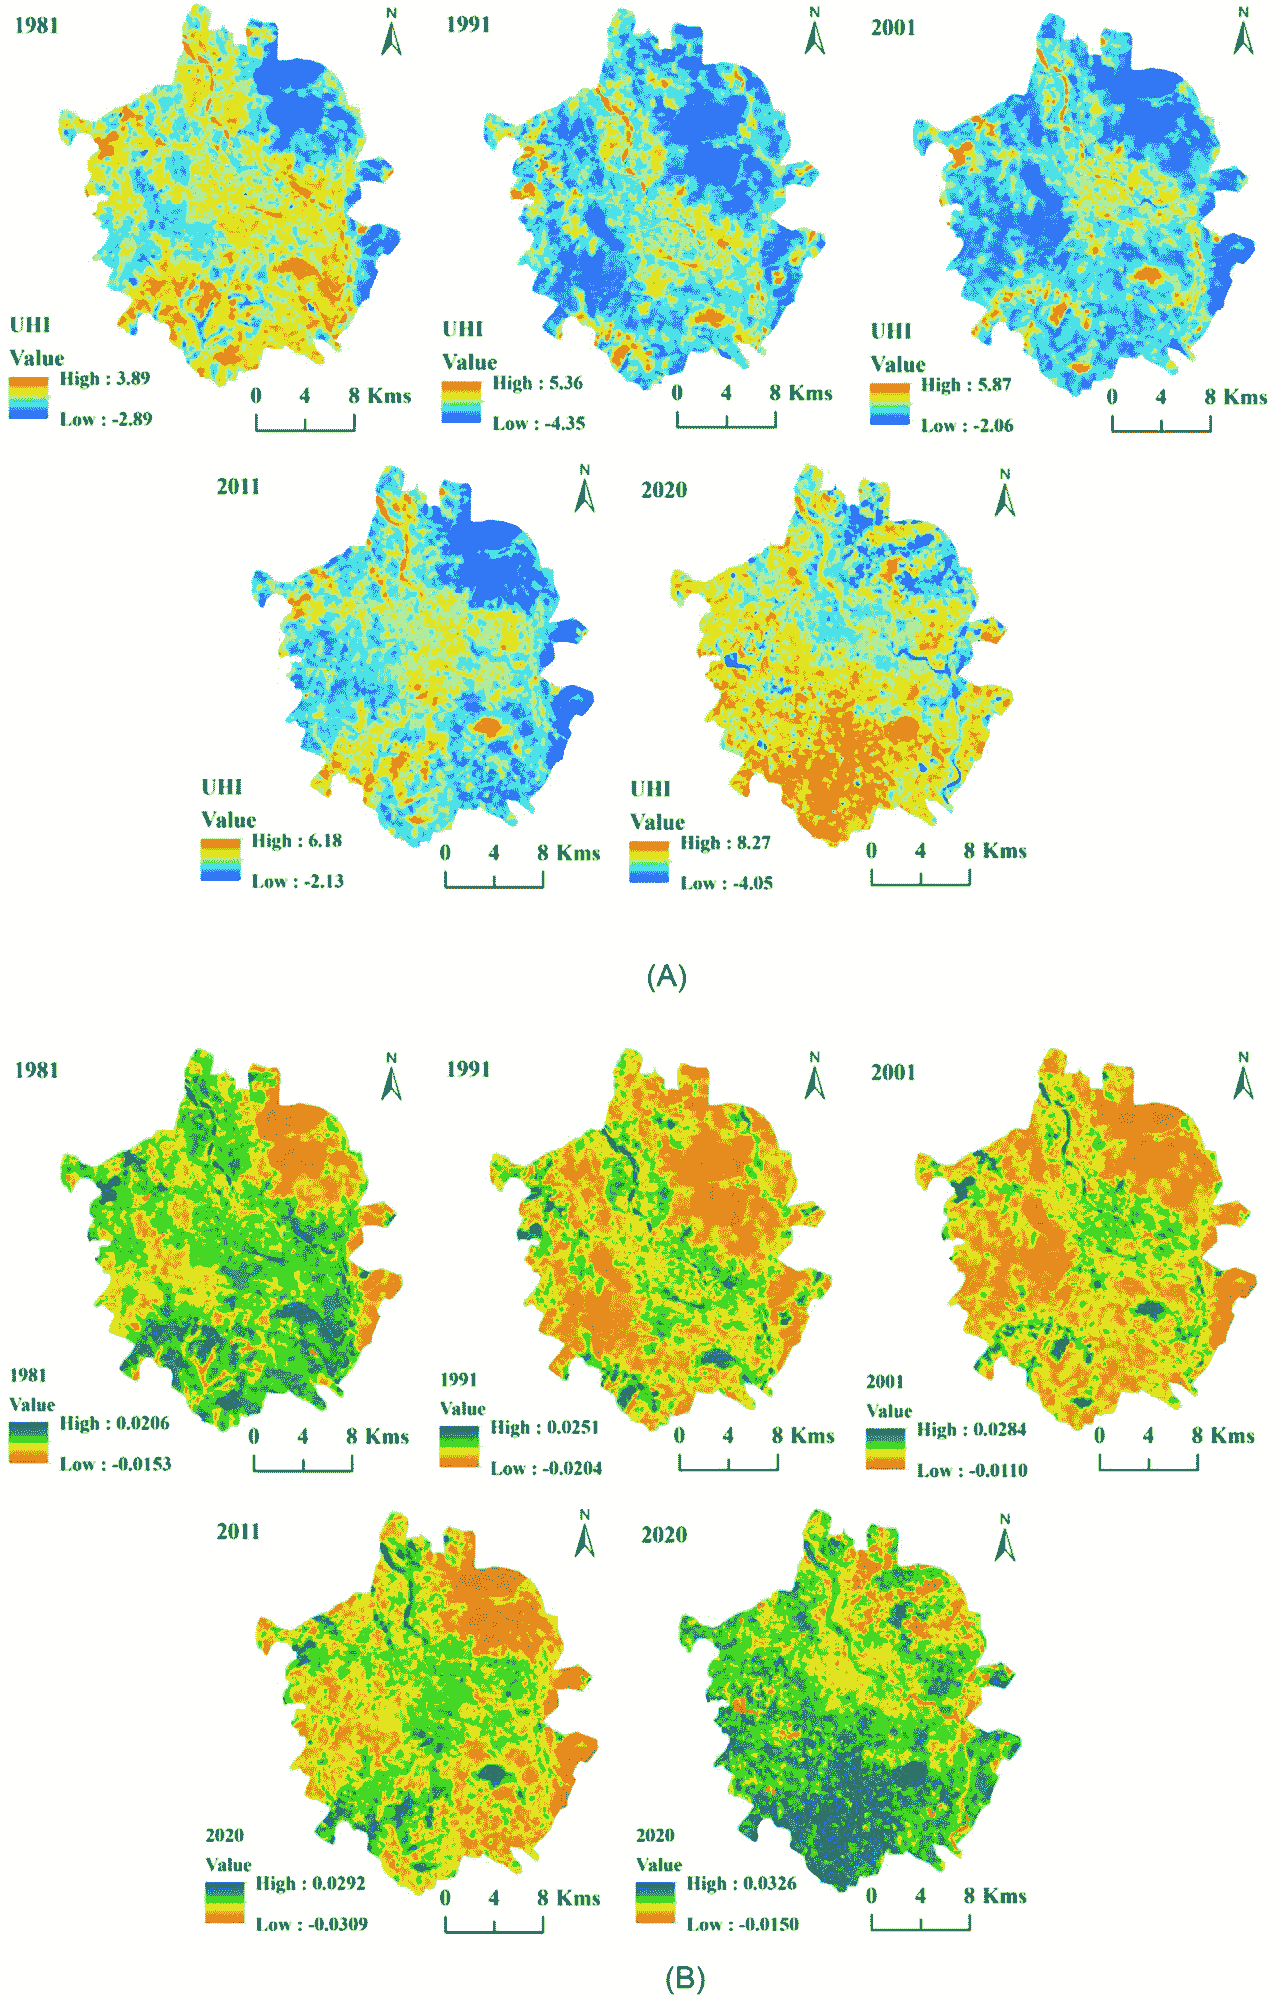 1981
N
UHI
Value
High : 3.89
Low : -2.89
0 4 8 Kms
1991
N
UHI
Value
High : 5.36
Low : -4.35
0 4 8 Kms
2001
N
UHI
Value
High : 5.87
Low : -2.06
0 4 8 Kms
2011
N
UHI
Value
High : 6.18
Low : -2.13
0 4 8 Kms
2020
N
UHI
Value
High : 8.27
Low : -4.05
0 4 8 Kms
(A)
1981
N
1981
Value
High : 0.0206
Low : -0.0153
0 4 8 Kms
1991
N
1991
Value
High : 0.0251
Low : -0.0204
0 4 8 Kms
2001
N
2001
Value
High : 0.0284
Low : -0.0110
0 4 8 Kms
2011
N
2020
Value
High : 0.0292
Low : -0.0309
0 4 8 Kms
2020
N
2020
Value
High : 0.0326
Low : -0.0150
0 4 8 Kms
(B)